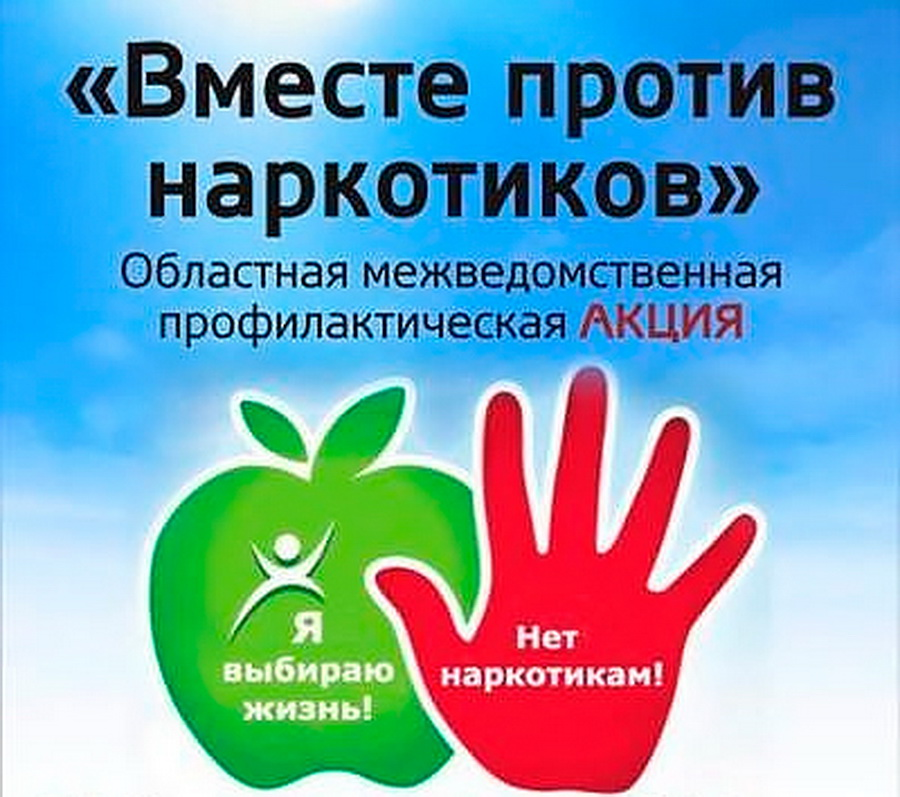 «Вместе против
наркотиков»
Областная межведомственная
профилактическая АКЦИЯ
Я
выбираю
жизнь!
Нет
наркотикам!